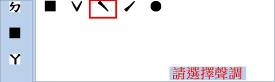 ㄅ ■ ˇ ˋ ˊ ●
■
ㄚ
請選擇聲調